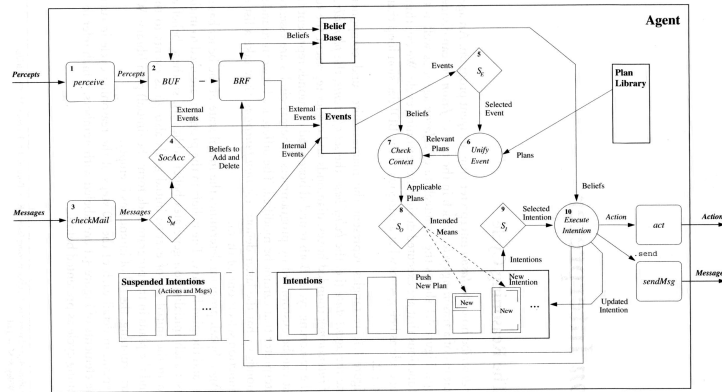 Agent
Belief
Base
Beliefs
Percepts
1
perceive
Percepts
2
BUF
BRF
External
Events
External
Events
Events
Internal
Events
Beliefs to
Add and
Delete
4
SocAcc
Messages
3
checkMail
Messages
S_M
Events
5
S_E
Selected
Event
Beliefs
7
Check
Context
Relevant
Plans
6
Unify
Event
Plans
Plan
Library
Applicable
Plans
8
S_O
Intended
Means
9
S_I
Selected
Intention
Beliefs
10
Execute
Intention
Action
act
Action
.send
sendMsg
Message
Intentions
Updated
Intention
Suspended Intentions
(Actions and Msgs)
...
Intentions
Push
New Plan
New
Intention
New
New
...